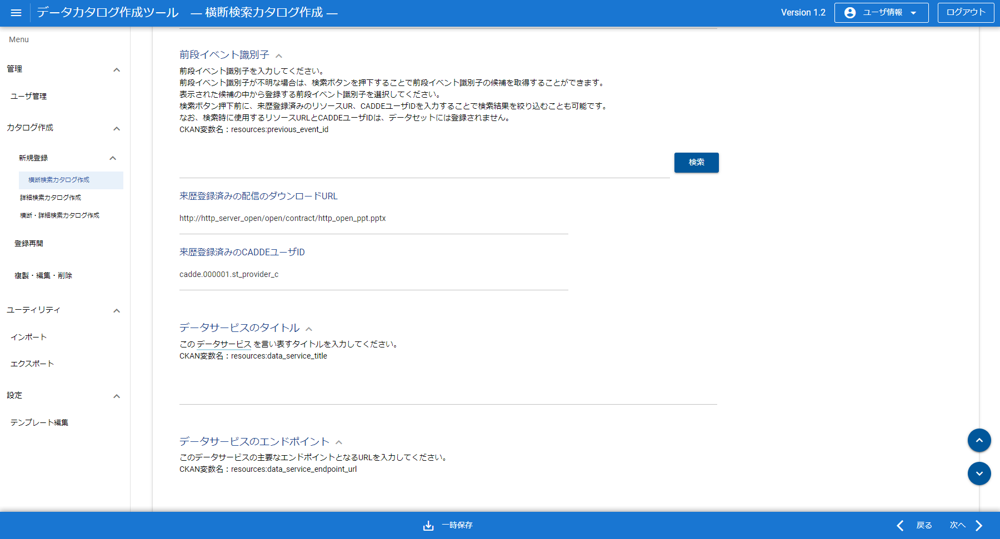 データカタログ作成ツール ― 横断検索カタログ作成 ―
Version 1.2
ユーザ情報
ログアウト
Menu
管理
ユーザ管理
カタログ作成
新規登録
横断検索カタログ作成
詳細検索カタログ作成
横断・詳細検索カタログ作成
登録再開
複製・編集・削除
ユーティリティ
インポート
エクスポート
設定
テンプレート編集
前段イベント識別子
前段イベント識別子を入力してください。
前段イベント識別子が不明な場合は、検索ボタンを押下することで前段イベント識別子の候補を取得することができます。
表示された候補の中から登録する前段イベント識別子を選択してください。
検索ボタン押下前に、来歴登録済みのリソースUR、CADDEユーザIDを入力することで検索結果を絞り込むことも可能です。
なお、検索時に使用するリソースURLとCADDEユーザIDは、データセットには登録されません。
CKAN変数名：resources:previous_event_id
検索
来歴登録済みの配信のダウンロードURL
http://http_server_open/open/contract/http_open_ppt.pptx
来歴登録済みのCADDEユーザID
cadde.000001.st_provider_c
データサービスのタイトル
このデータサービスを言い表すタイトルを入力してください。
CKAN変数名：resources:data_service_title
データサービスのエンドポイント
このデータサービスの主要なエンドポイントとなるURLを入力してください。
CKAN変数名：resources:data_service_endpoint_url
一時保存
戻る
次へ